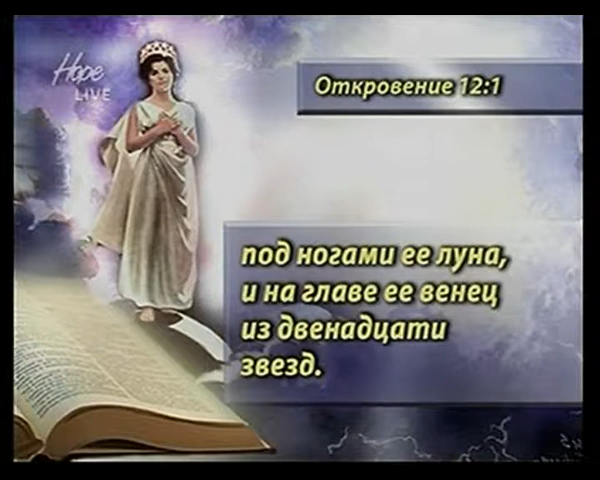 Hope
LIVE
Откровение 12:1
под ногами ее луна,
и на главе ее венец
из двенадцати
звезд.